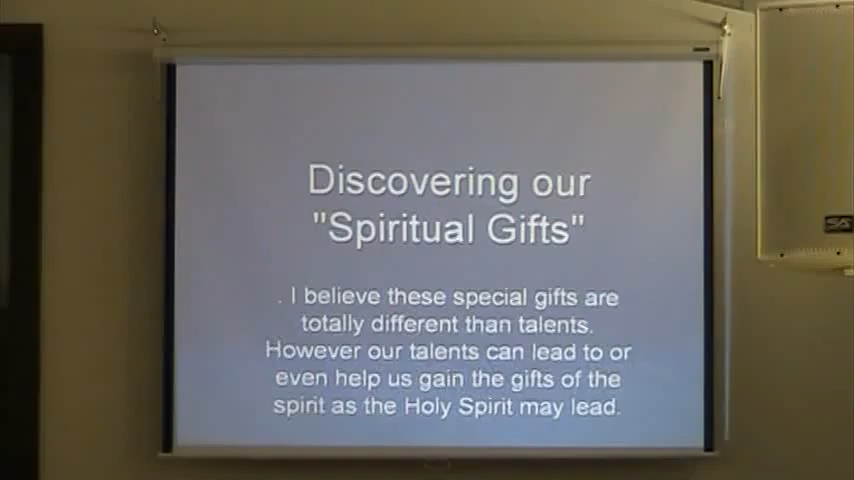 Discovering our
"Spiritual Gifts"
. I believe these special gifts are
totally different than talents.
However our talents can lead to or
even help us gain the gifts of the
spirit as the Holy Spirit may lead.